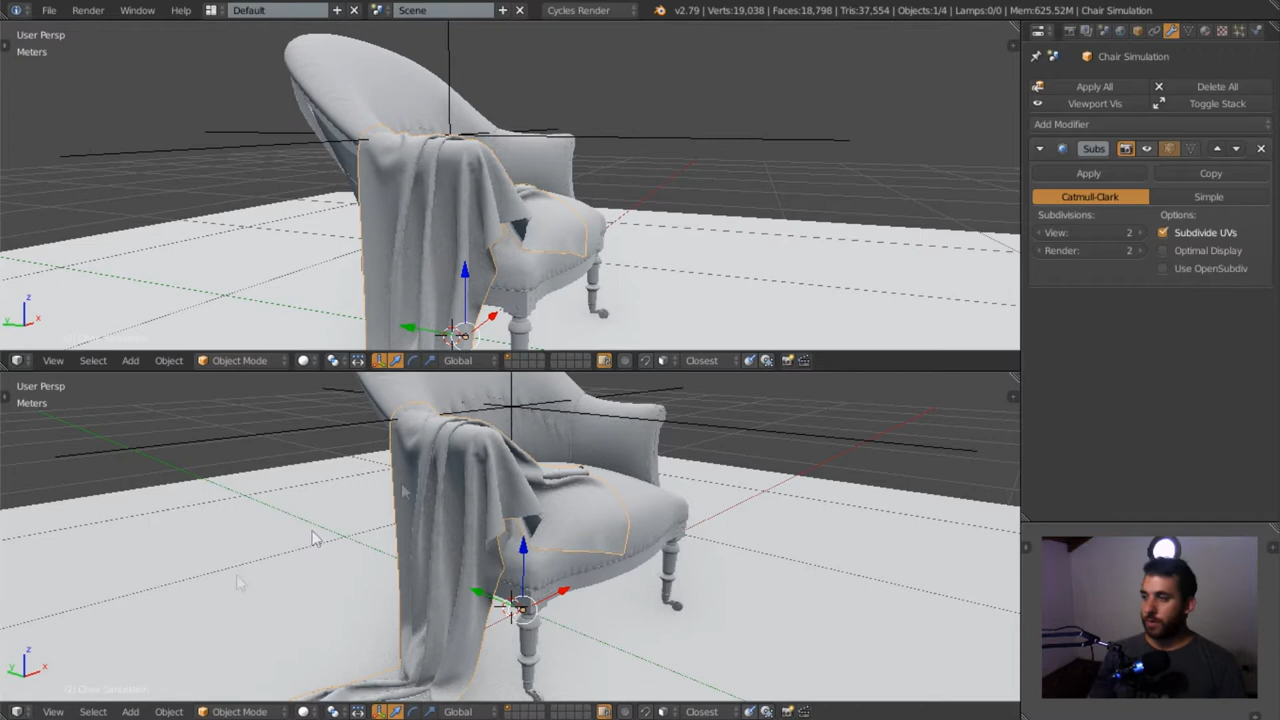 File Render Window Help Default Scene Cycles Render v2.79 | Verts:19,038 | Faces:18,798 | Tris:37,554 | Objects:1/4 | Lamps:0/0 | Mem:625.52M | Chair Simulation
User Persp
Meters
z
y x
View Select Add Object Object Mode Global Closest
User Persp
Meters
z
y x
(2) Chair Simulation
View Select Add Object Object Mode Global Closest
Chair Simulation
Apply All Delete All
Viewport Vis Toggle Stack
Add Modifier
Subs
Apply Copy
Catmull-Clark Simple
Subdivisions: Options:
View: 2 Subdivide UVs
Render: 2 Optimal Display
Use OpenSubdiv